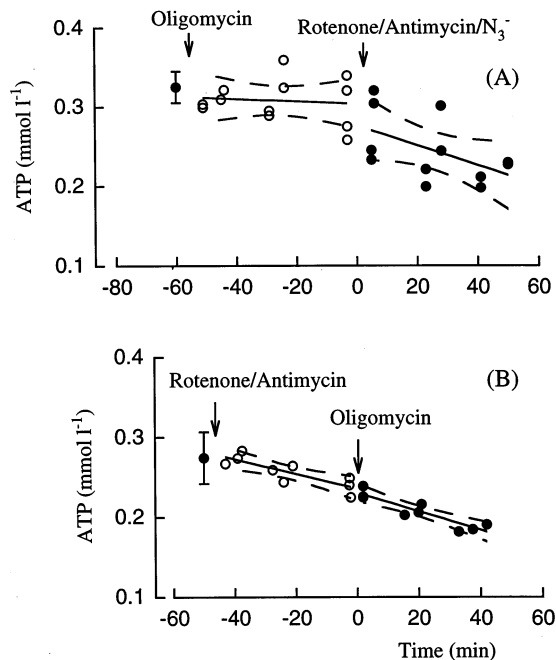 Oligomycin
Rotenone/Antimycin/N₃⁻
(A)
0.4
0.3
0.2
0.1
ATP (mmol l⁻¹)
-80 -60 -40 -20 0 20 40 60
(B)
Rotenone/Antimycin
Oligomycin
0.4
0.3
0.2
0.1
ATP (mmol l⁻¹)
-60 -40 -20 0 20 40 60
Time (min)